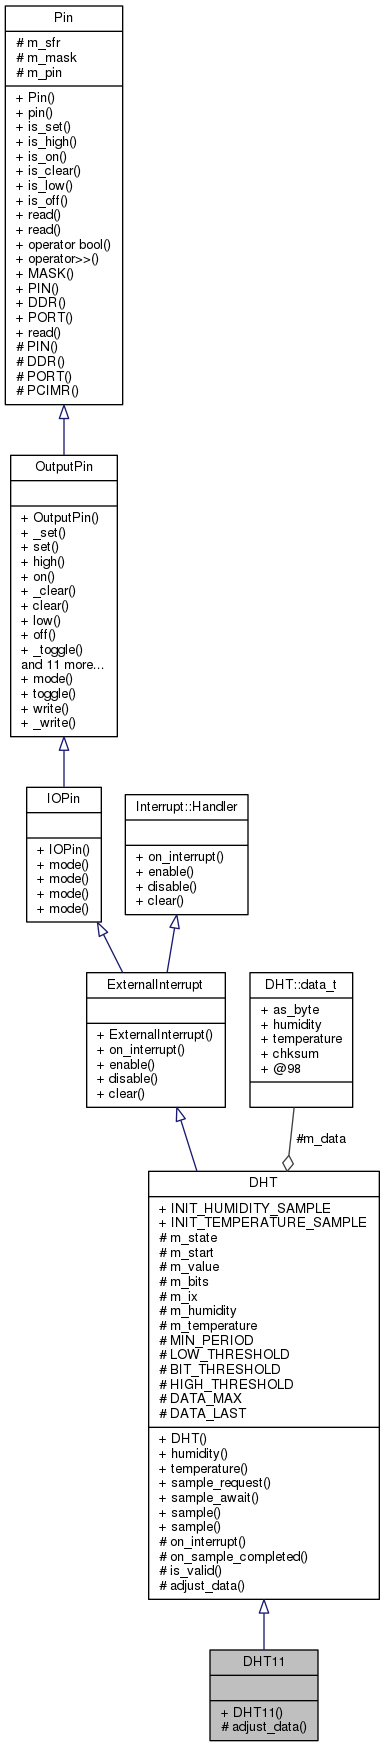 Pin
# m_sfr
# m_mask
# m_pin
+ Pin()
+ pin()
+ is_set()
+ is_high()
+ is_on()
+ is_clear()
+ is_low()
+ is_off()
+ read()
+ read()
+ operator bool()
+ operator>>()
+ MASK()
+ PIN()
+ DDR()
+ PORT()
+ read()
# PIN()
# DDR()
# PORT()
# PCIMR()
OutputPin
+ OutputPin()
+ _set()
+ set()
+ high()
+ on()
+ _clear()
+ clear()
+ low()
+ off()
+ _toggle()
and 11 more...
+ mode()
+ toggle()
+ write()
+ _write()
IOPin
+ IOPin()
+ mode()
+ mode()
+ mode()
+ mode()
Interrupt::Handler
+ on_interrupt()
+ enable()
+ disable()
+ clear()
ExternalInterrupt
+ ExternalInterrupt()
+ on_interrupt()
+ enable()
+ disable()
+ clear()
DHT::data_t
+ as_byte
+ humidity
+ temperature
+ chksum
+ @98
#m_data
DHT
+ INIT_HUMIDITY_SAMPLE
+ INIT_TEMPERATURE_SAMPLE
# m_state
# m_start
# m_value
# m_bits
# m_ix
# m_humidity
# m_temperature
# MIN_PERIOD
# LOW_THRESHOLD
# BIT_THRESHOLD
# HIGH_THRESHOLD
# DATA_MAX
# DATA_LAST
+ DHT()
+ humidity()
+ temperature()
+ sample_request()
+ sample_await()
+ sample()
+ sample()
# on_interrupt()
# on_sample_completed()
# is_valid()
# adjust_data()
DHT11
+ DHT11()
# adjust_data()